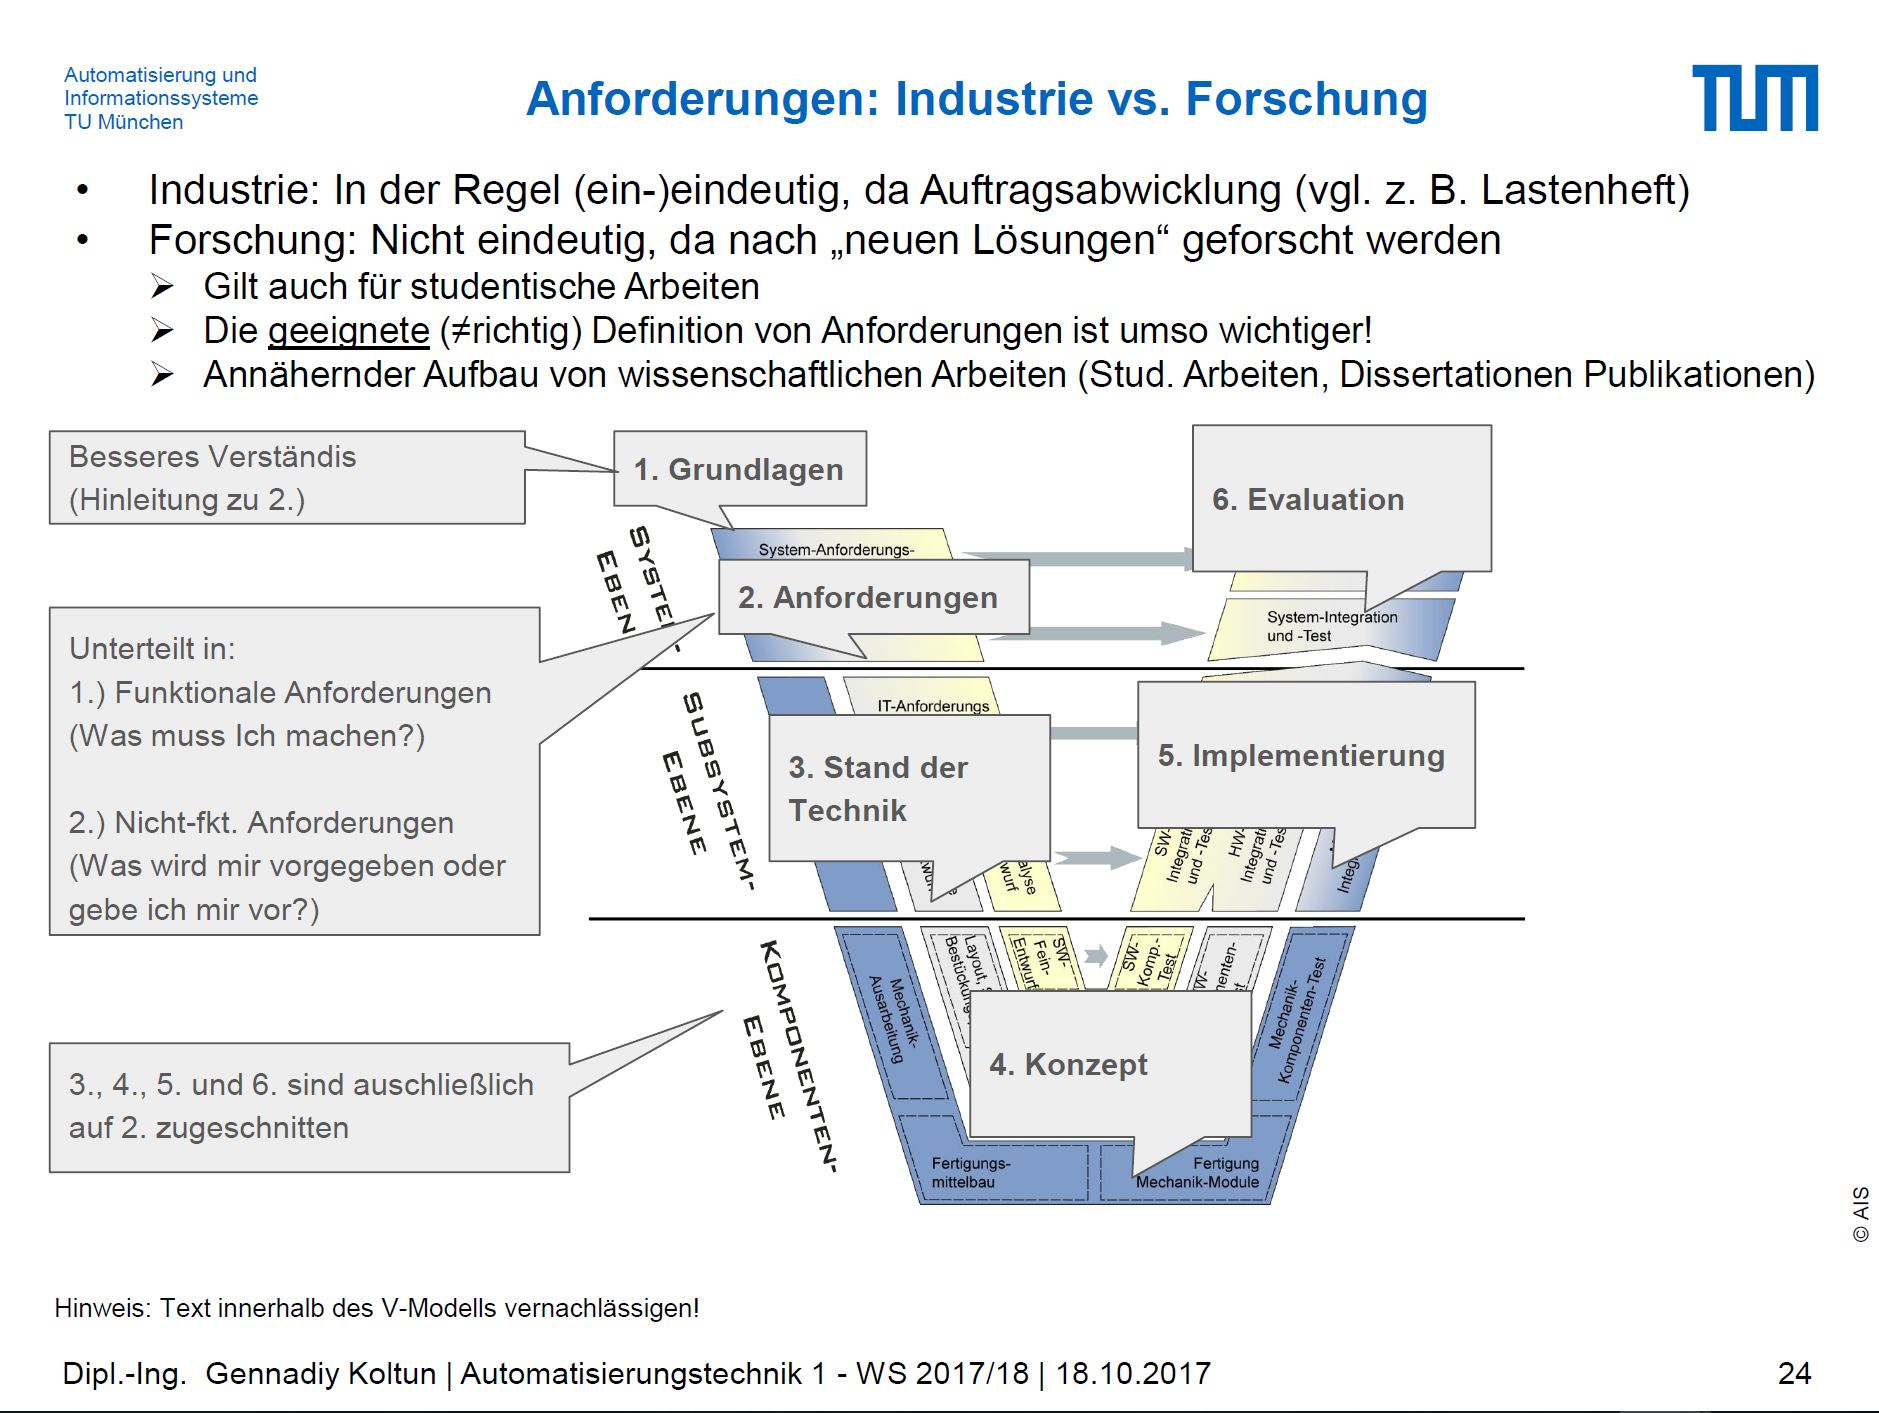 Automatisierung und
Informationssysteme
TU München
Anforderungen: Industrie vs. Forschung
TUM
• Industrie: In der Regel (ein-)eindeutig, da Auftragsabwicklung (vgl. z. B. Lastenheft)
• Forschung: Nicht eindeutig, da nach „neuen Lösungen“ geforscht werden
➢ Gilt auch für studentische Arbeiten
➢ Die geeignete (≠richtig) Definition von Anforderungen ist umso wichtiger!
➢ Annähernder Aufbau von wissenschaftlichen Arbeiten (Stud. Arbeiten, Dissertationen Publikationen)
Besseres Verständis
(Hinleitung zu 2.)
1. Grundlagen
6. Evaluation
System-Anforderungs-
2. Anforderungen
System-Integration
und -Test
Unterteilt in:
1.) Funktionale Anforderungen
(Was muss Ich machen?)
2.) Nicht-fkt. Anforderungen
(Was wird mir vorgegeben oder
gebe ich mir vor?)
SUBSYSTEM-
EBENE
IT-Anforderungs
3. Stand der
Technik
5. Implementierung
SW-
Integrati
und -Tes
HW-
Integrati
und -Tes
Integ
alyse
wurf
KOMPONENTEN-
EBENE
Mechanik-
Ausarbeitung
Layout,
Bestückung
SW-
Fein-
Entwurf
SW-
Komp.-
Test
nenten-
Mechanik-
Komponenten-Test
4. Konzept
3., 4., 5. und 6. sind auschließlich
auf 2. zugeschnitten
Fertigungs-
mittelbau
Fertigung
Mechanik-Module
© AIS
Hinweis: Text innerhalb des V-Modells vernachlässigen!
Dipl.-Ing. Gennadiy Koltun | Automatisierungstechnik 1 - WS 2017/18 | 18.10.2017
24